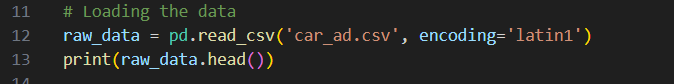 11 # Loading the data
12 raw_data = pd.read_csv('car_ad.csv', encoding='latin1')
13 print(raw_data.head())